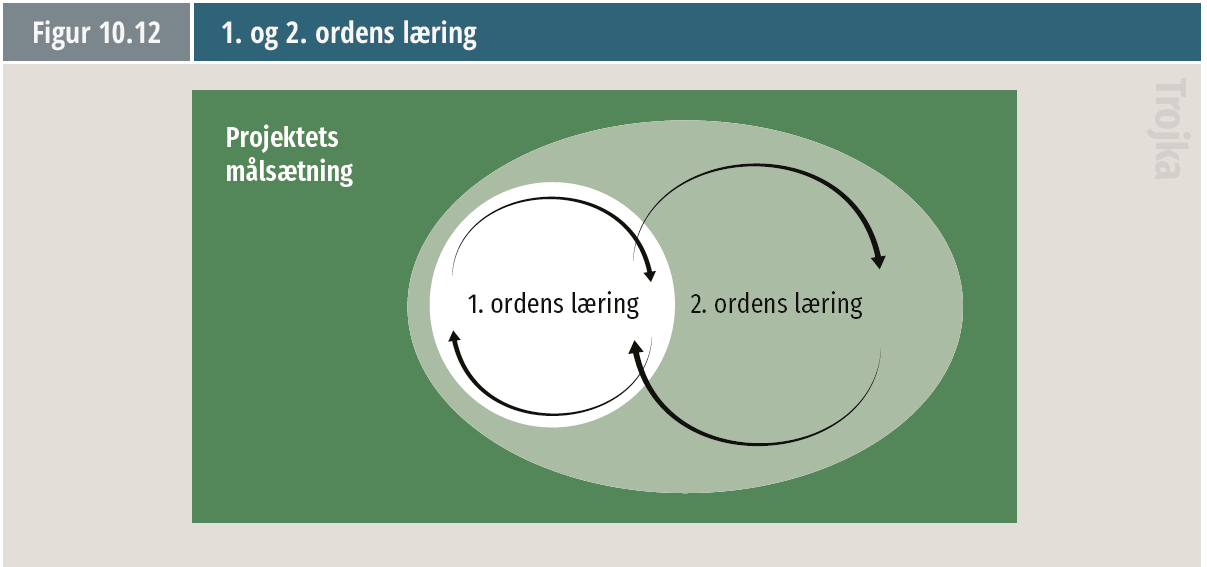 Figur 10.12
1. og 2. ordens læring
Trojka
Projektets
målsætning
1. ordens læring
2. ordens læring